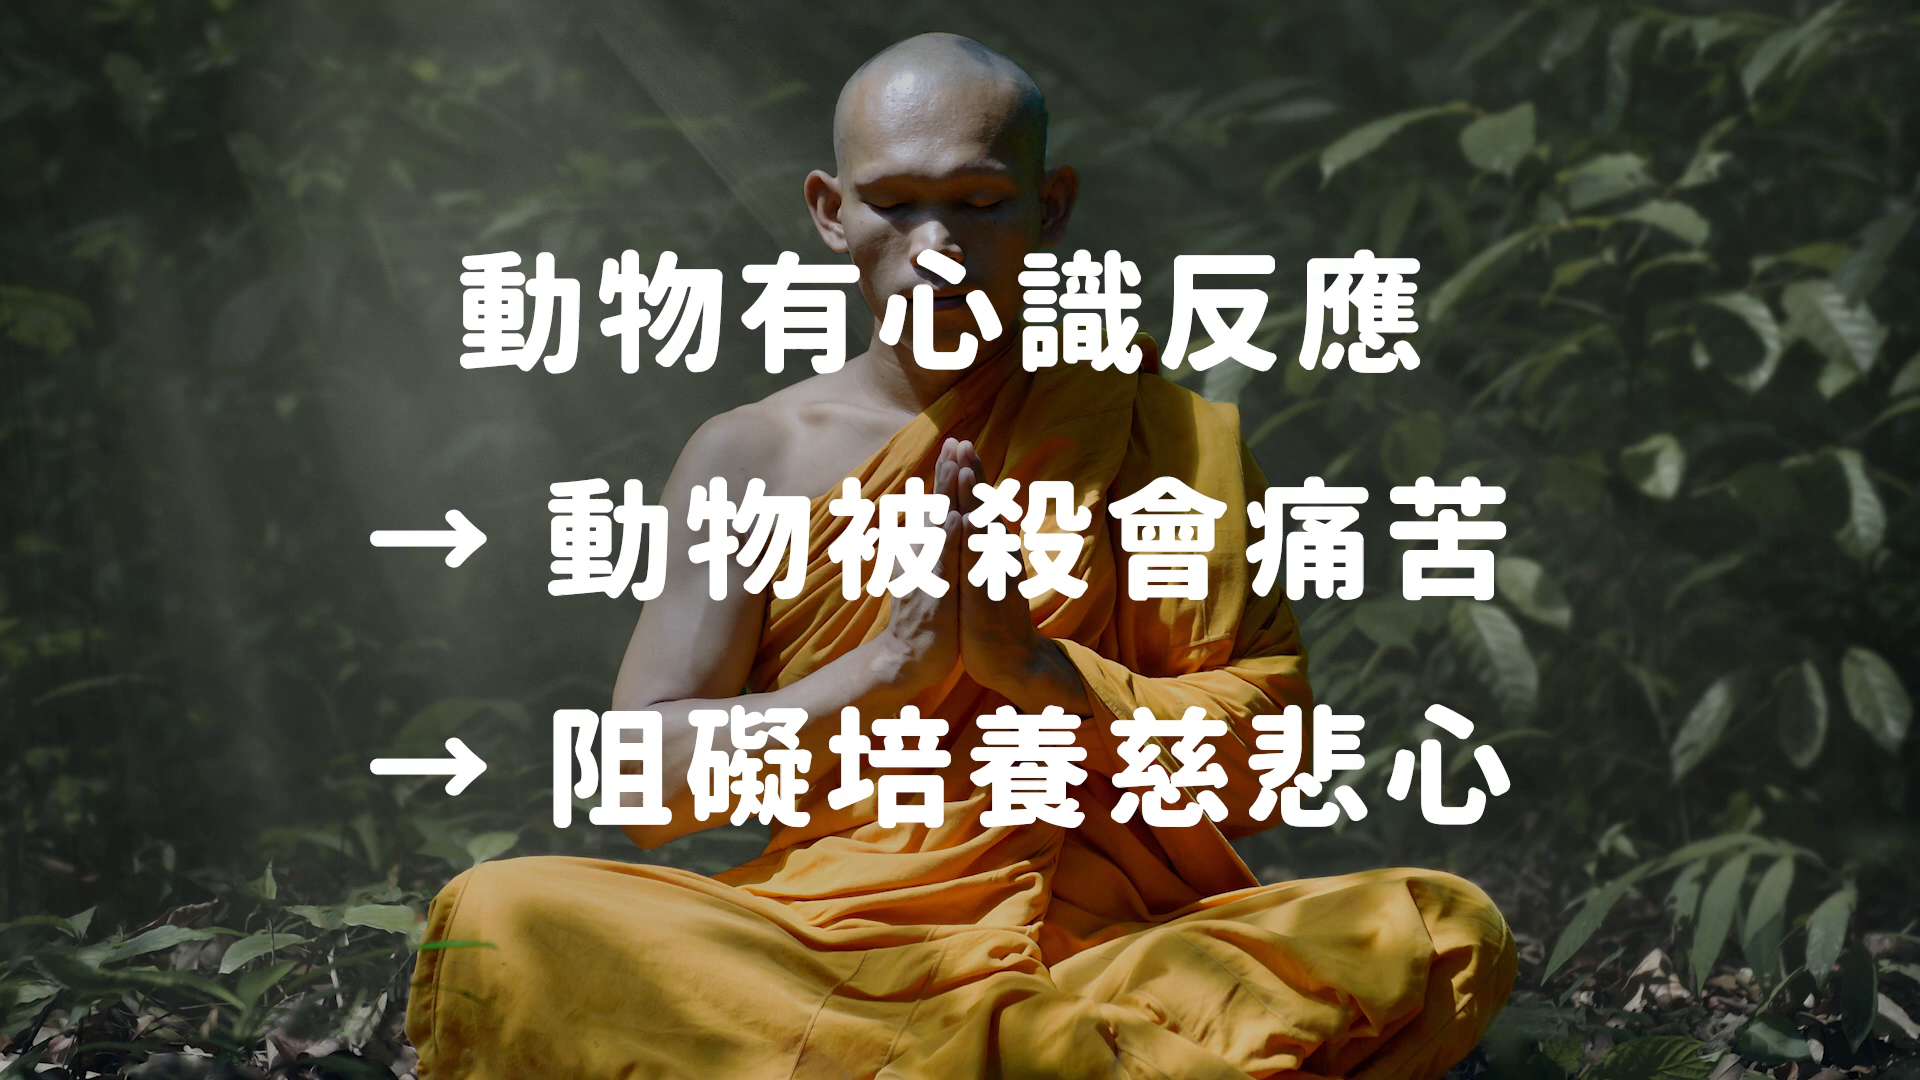 動物有心識反應
→ 動物被殺會痛苦
→ 阻礙培養慈悲心